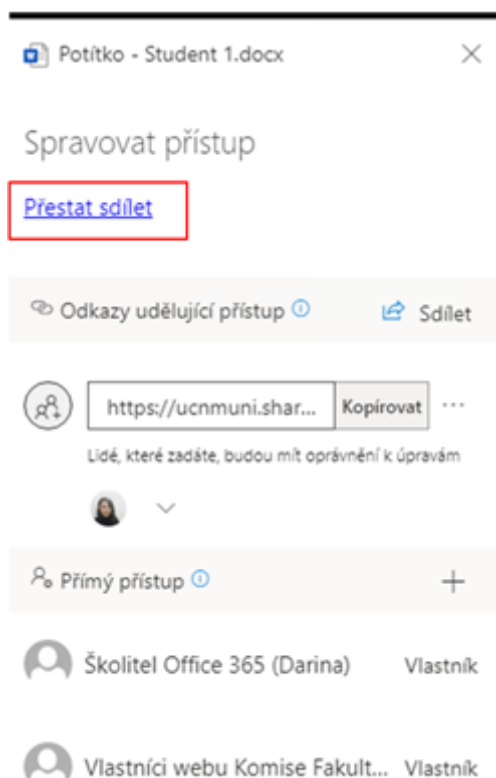 Potítko - Student 1.docx
Spravovat přístup
Přestat sdílet
Odkazy udělující přístup Sdílet
https://ucnmuni.shar... Kopírovat ...
Lidé, které zadáte, budou mít oprávnění k úpravám
Přímý přístup
Školitel Office 365 (Darina) Vlastník
Vlastníci webu Komise Fakult... Vlastník